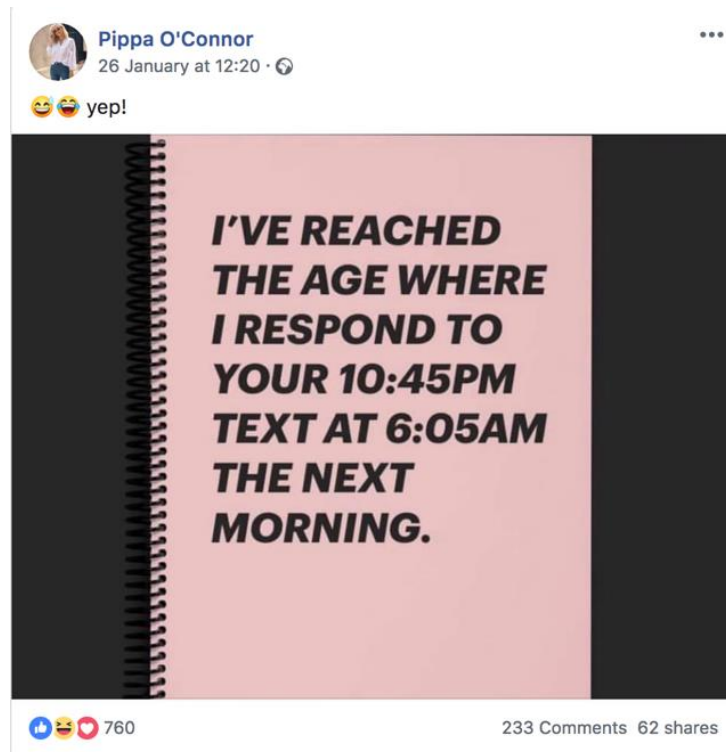 Pippa O'Connor
26 January at 12:20 ·
😅😂 yep!
I'VE REACHED
THE AGE WHERE
I RESPOND TO
YOUR 10:45PM
TEXT AT 6:05AM
THE NEXT
MORNING.
760
233 Comments 62 shares